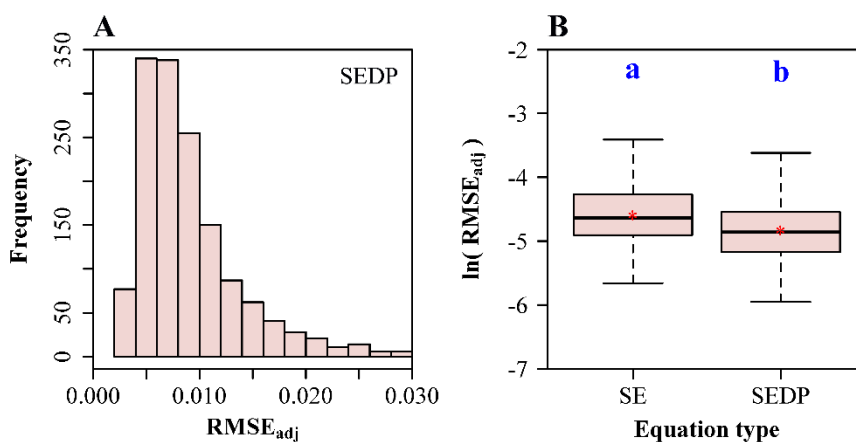 A
SEDP
Frequency
350
250
150
50
0
0.000
0.010
0.020
0.030
RMSEadj
B
a
b
ln( RMSEadj )
-2
-3
-4
-5
-6
-7
SE
SEDP
Equation type